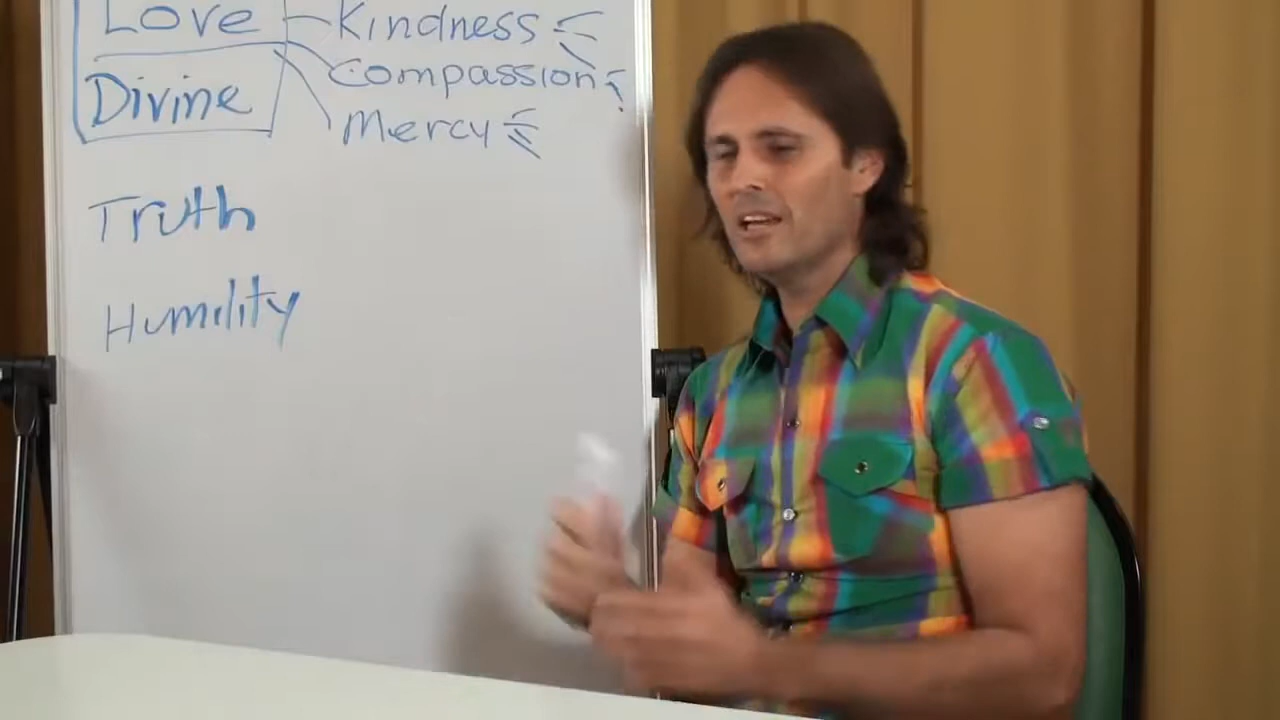 Love Kindness
Compassion
Divine
Mercy
Truth
Humility